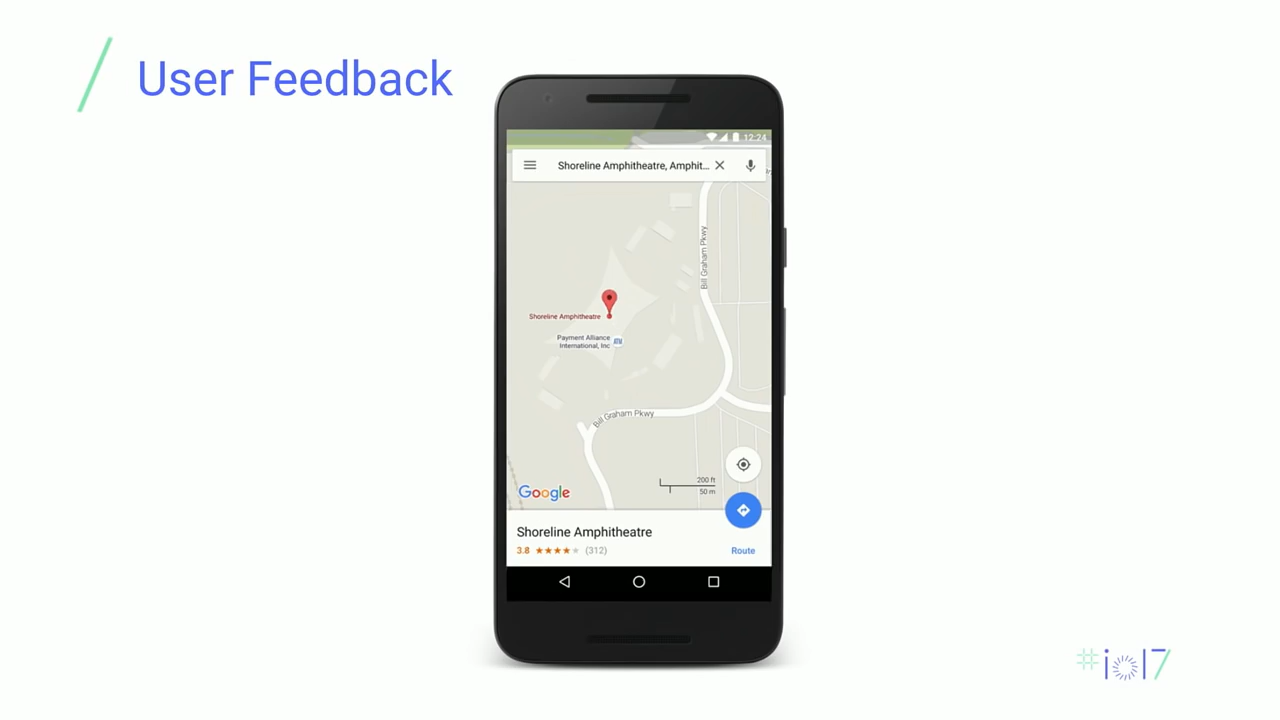 User Feedback
12:24
Shoreline Amphitheatre, Amphit...
Bill Graham Pkwy
Shoreline Amphitheatre
Payment Alliance
International, Inc
ATM
Bill Graham Pkwy
200 ft
50 m
Google
Shoreline Amphitheatre
3.8 ★★★★★ (312)
Route
#io17